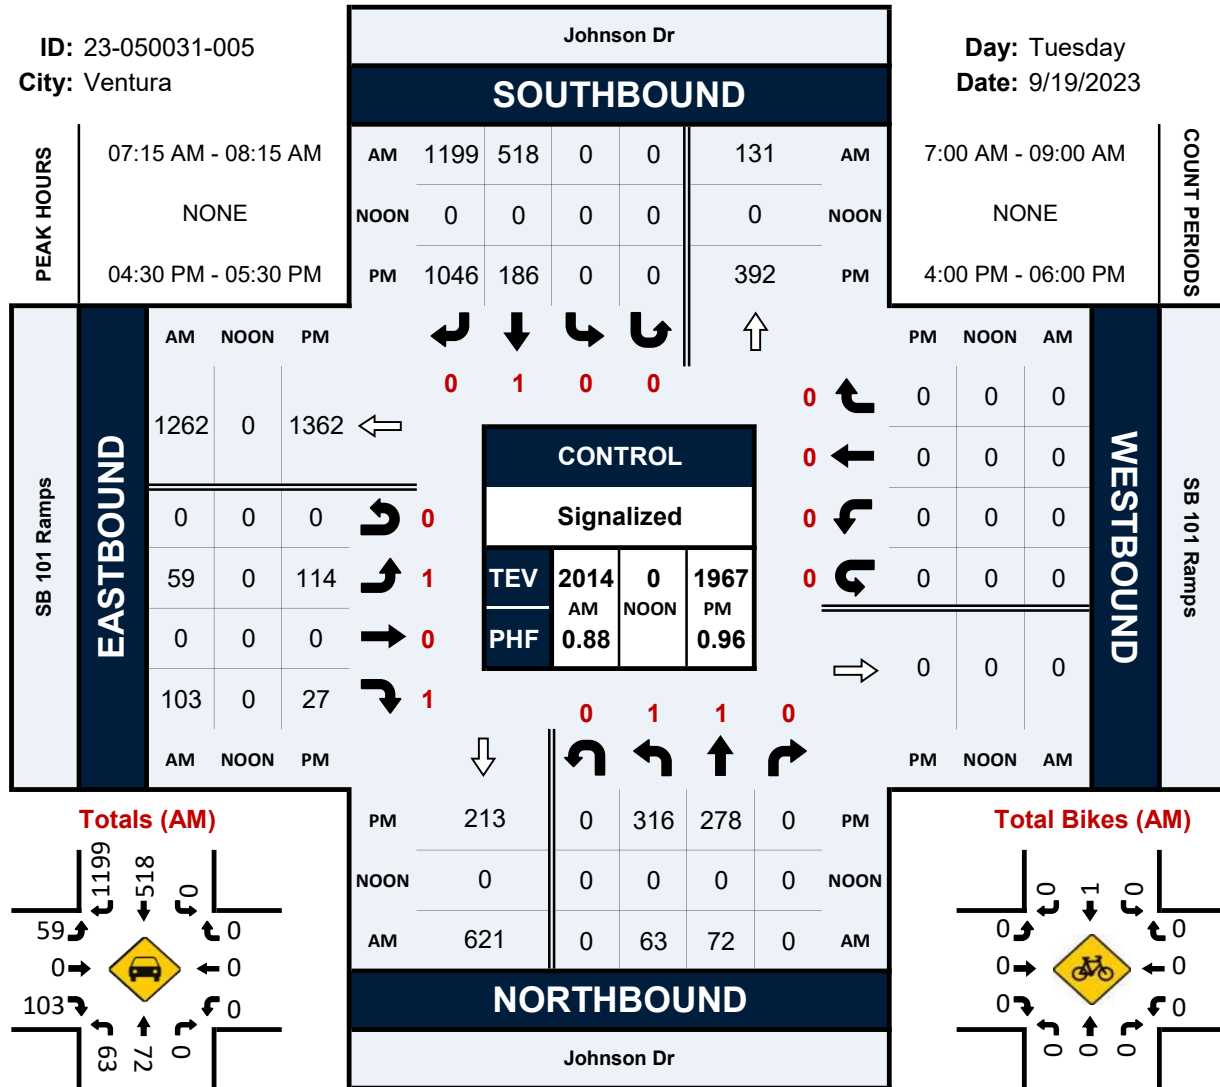 ID: 23-050031-005
City: Ventura
Johnson Dr
Day: Tuesday
Date: 9/19/2023
SOUTHBOUND
PEAK HOURS
07:15 AM - 08:15 AM
NONE
04:30 PM - 05:30 PM
AM 1199 518 0 0 131 AM
NOON 0 0 0 0 0 NOON
PM 1046 186 0 0 392 PM
7:00 AM - 09:00 AM
NONE
4:00 PM - 06:00 PM
COUNT PERIODS
0 1 0 0
SB 101 Ramps
EASTBOUND
AM NOON PM
1262 0 1362
0 0 0 0
59 0 114 1
0 0 0 0
103 0 27 1
AM NOON PM
CONTROL
Signalized
TEV 2014 0 1967
AM NOON PM
PHF 0.88 0.96
PM NOON AM
0 0 0 0
0 0 0 0
0 0 0 0
0 0 0 0
0 0 0
PM NOON AM
WESTBOUND
SB 101 Ramps
0 1 1 0
PM 213 0 316 278 0 PM
NOON 0 0 0 0 0 NOON
AM 621 0 63 72 0 AM
NORTHBOUND
Johnson Dr
Totals (AM)
1199 518 0
59 0
0 0
103 0
63 72 0
Total Bikes (AM)
0 1 0
0 0
0 0
0 0
0 0 0